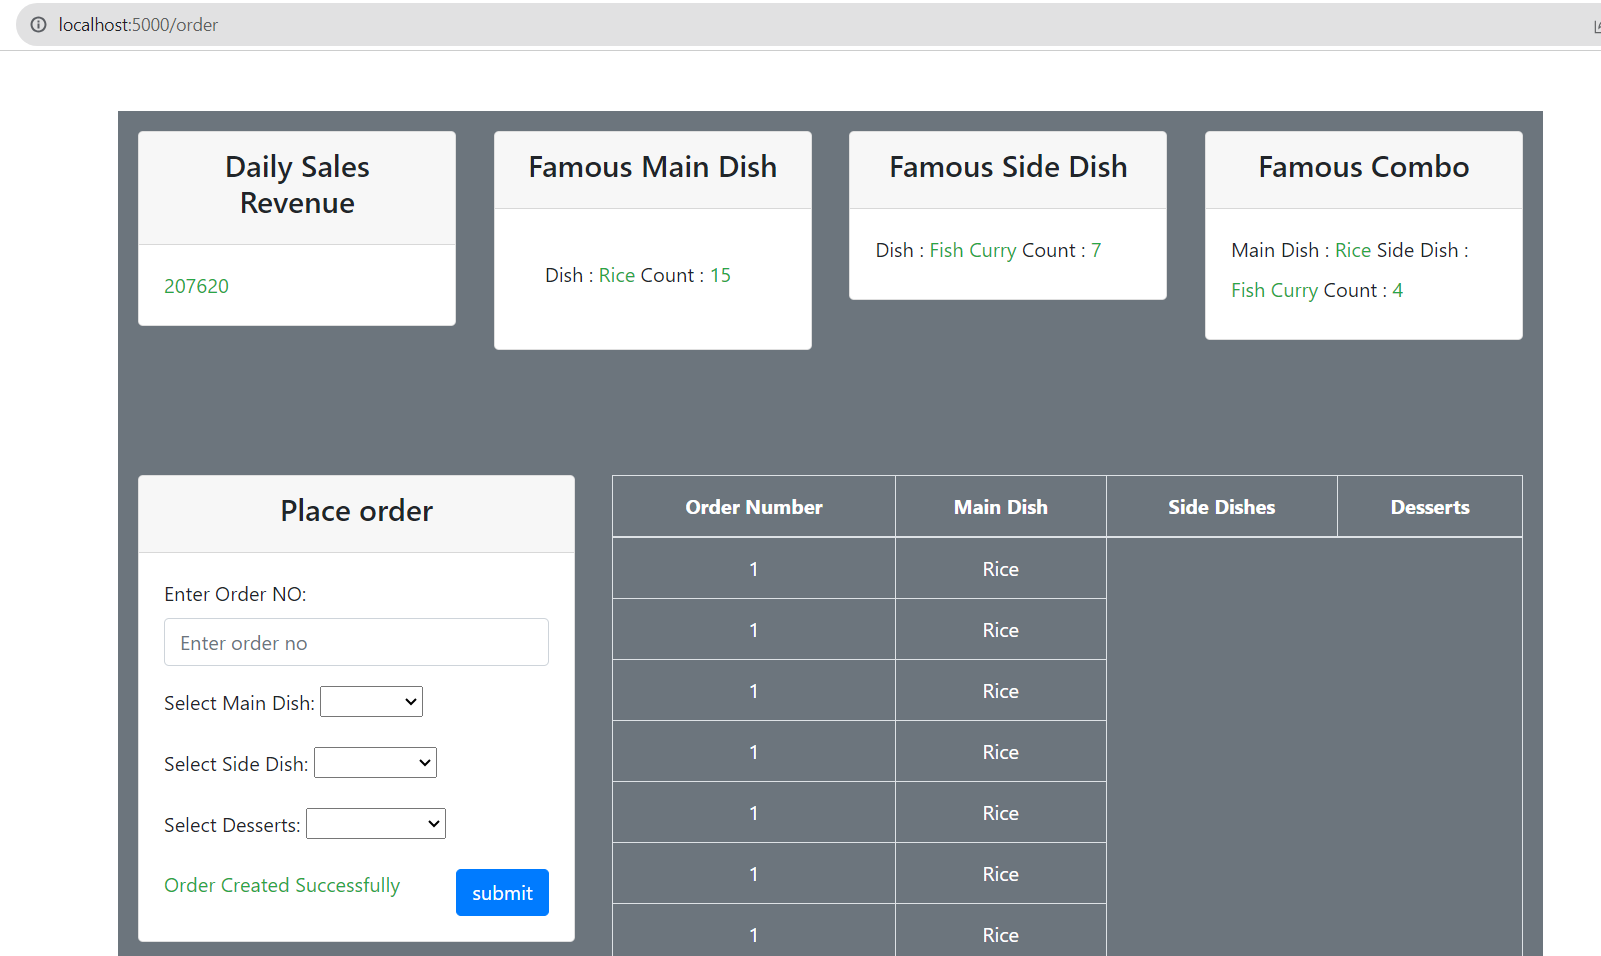 localhost:5000/order
Daily Sales
Revenue
207620
Famous Main Dish
Dish : Rice Count : 15
Famous Side Dish
Dish : Fish Curry Count : 7
Famous Combo
Main Dish : Rice Side Dish :
Fish Curry Count : 4
Place order
Enter Order NO:
Enter order no
Select Main Dish:
Select Side Dish:
Select Desserts:
Order Created Successfully
submit
Order Number Main Dish Side Dishes Desserts
1 Rice
1 Rice
1 Rice
1 Rice
1 Rice
1 Rice
1 Rice